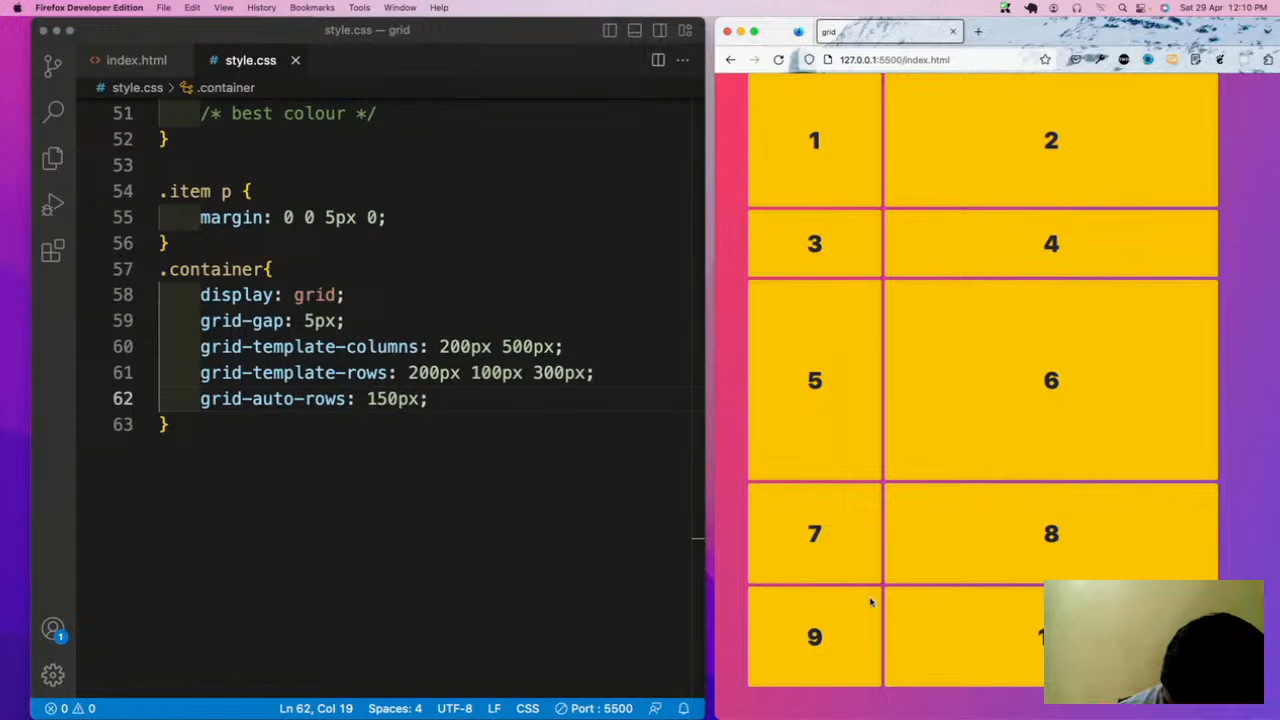 Firefox Developer Edition File Edit View History Bookmarks Tools Window Help Sat 29 Apr 12:10 PM
style.css — grid
grid
index.html
style.css
127.0.0.1:5500/index.html
style.css > .container
51 /* best colour */
52 }
53
54 .item p {
55 margin: 0 0 5px 0;
56 }
57 .container{
58 display: grid;
59 grid-gap: 5px;
60 grid-template-columns: 200px 500px;
61 grid-template-rows: 200px 100px 300px;
62 grid-auto-rows: 150px;
63 }
1 2
3 4
5 6
7 8
9
1
0 0 Ln 62, Col 19 Spaces: 4 UTF-8 LF CSS Port : 5500